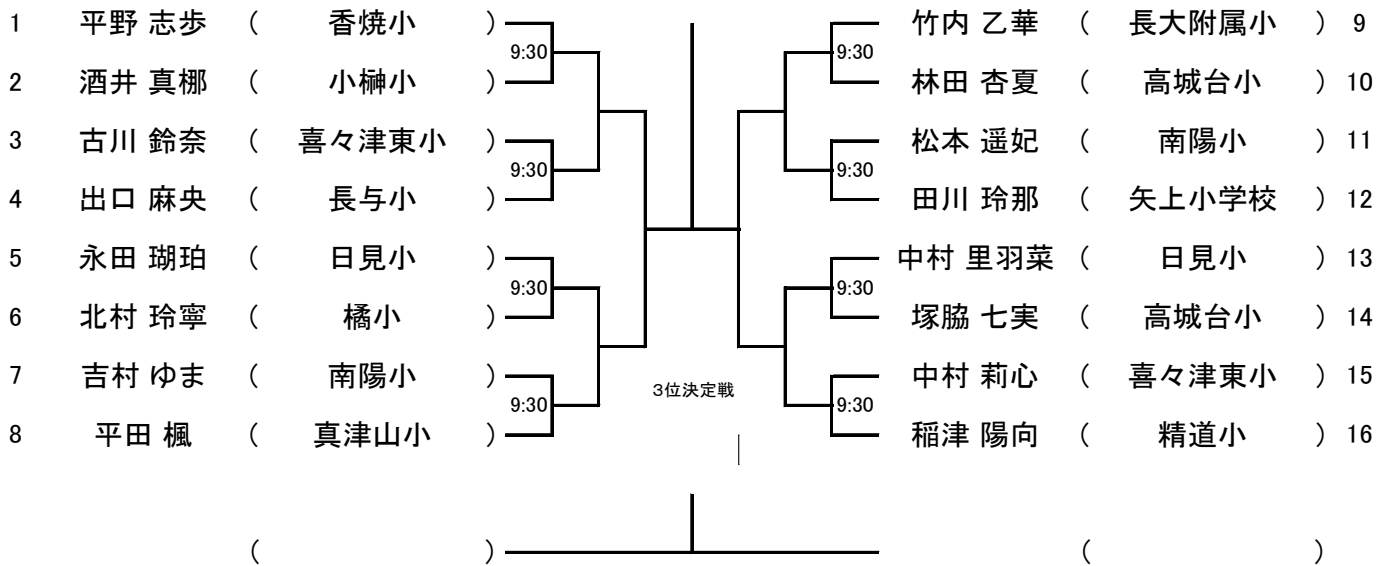 1 平野 志歩 ( 香焼小 ) 竹内 乙華 ( 長大附属小 ) 9
9:30 9:30
2 酒井 真梛 ( 小榊小 ) 林田 杏夏 ( 高城台小 ) 10
3 古川 鈴奈 ( 喜々津東小 ) 松本 遥妃 ( 南陽小 ) 11
9:30 9:30
4 出口 麻央 ( 長与小 ) 田川 玲那 ( 矢上小学校 ) 12
5 永田 瑚珀 ( 日見小 ) 中村 里羽菜 ( 日見小 ) 13
9:30 9:30
6 北村 玲寧 ( 橘小 ) 塚脇 七実 ( 高城台小 ) 14
7 吉村 ゆま ( 南陽小 ) 中村 莉心 ( 喜々津東小 ) 15
9:30 3位決定戦 9:30
8 平田 楓 ( 真津山小 ) 稲津 陽向 ( 精道小 ) 16
( ) ( )